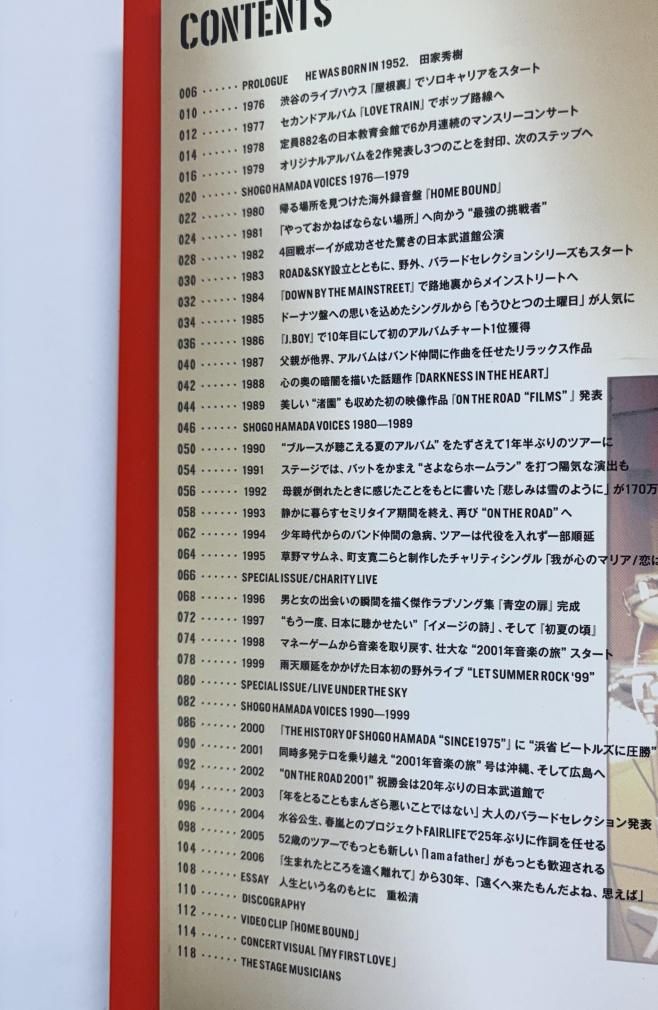 CONTENTS
006 ······ PROLOGUE HE WAS BORN IN 1952. 田家秀樹
010 ······ 1976 渋谷のライブハウス『屋根裏』でソロキャリアをスタート
012 ······ 1977 セカンドアルバム『LOVE TRAIN』でポップ路線へ
014 ······ 1978 定員882名の日本教育会館で6か月連続のマンスリーコンサート
016 ······ 1979 オリジナルアルバムを2作発表し3つのことを封印、次のステップへ
020 ······ SHOGO HAMADA VOICES 1976—1979
022 ······ 1980 帰る場所を見つけた海外録音盤『HOME BOUND』
024 ······ 1981 「やっておかねばならない場所」へ向かう“最強の挑戦者”
028 ······ 1982 4回戦ボーイが成功させた驚きの日本武道館公演
030 ······ 1983 ROAD&SKY設立とともに、野外、バラードセレクションシリーズもスタート
032 ······ 1984 『DOWN BY THE MAINSTREET』で路地裏からメインストリートへ
034 ······ 1985 ドーナツ盤への思いを込めたシングルから「もうひとつの土曜日」が人気に
036 ······ 1986 『J.BOY』で10年目にして初のアルバムチャート1位獲得
040 ······ 1987 父親が他界、アルバムはバンド仲間に作曲を任せたリラックス作品
042 ······ 1988 心の奥の暗闇を描いた話題作「DARKNESS IN THE HEART」
044 ······ 1989 美しい“渚園”も収めた初の映像作品『ON THE ROAD “FILMS”』発表
046 ······ SHOGO HAMADA VOICES 1980—1989
050 ······ 1990 “ブルースが聴こえる夏のアルバム”をたずさえて1年半ぶりのツアーに
054 ······ 1991 ステージでは、バットをかまえ“さよならホームラン”を打つ陽気な演出も
056 ······ 1992 母親が倒れたときに感じたことをもとに書いた「悲しみは雪のように」が170万
058 ······ 1993 静かに暮らすセミリタイア期間を終え、再び“ON THE ROAD”へ
062 ······ 1994 少年時代からのバンド仲間の急病、ツアーは代役を入れず一部順延
064 ······ 1995 草野マサムネ、町支寛二らと制作したチャリティシングル「我が心のマリア/恋は
066 ······ SPECIAL ISSUE/CHARITY LIVE
068 ······ 1996 男と女の出会いの瞬間を描く傑作ラブソング集『青空の扉』完成
072 ······ 1997 “もう一度、日本に聴かせたい”「イメージの詩」、そして『初夏の頃』
074 ······ 1998 マネーゲームから音楽を取り戻す、壮大な“2001年音楽の旅”スタート
078 ······ 1999 雨天順延をかかげた日本初の野外ライブ“LET SUMMER ROCK '99”
080 ······ SPECIAL ISSUE/LIVE UNDER THE SKY
082 ······ SHOGO HAMADA VOICES 1990—1999
086 ······ 2000 『THE HISTORY OF SHOGO HAMADA “SINCE1975”』に“浜省 ビートルズに圧勝”
090 ······ 2001 同時多発テロを乗り越え“2001年音楽の旅”号は沖縄、そして広島へ
092 ······ 2002 “ON THE ROAD 2001”祝勝会は20年ぶりの日本武道館で
094 ······ 2003 「年をとることもまんざら悪いことではない」大人のバラードセレクション発表
096 ······ 2004 水谷公生、春嵐とのプロジェクトFAIRLIFEで25年ぶりに作詞を任せる
098 ······ 2005 52歳のツアーでもっとも新しい「I am a father」がもっとも歓迎される
104 ······ 2006 『生まれたところを遠く離れて』から30年、「遠くへ来たもんだよね、思えば」
108 ······ ESSAY 人生という名のもとに 重松清
110 ······ DISCOGRAPHY
112 ······ VIDEO CLIP「HOME BOUND」
114 ······ CONCERT VISUAL「MY FIRST LOVE」
118 ······ THE STAGE MUSICIANS